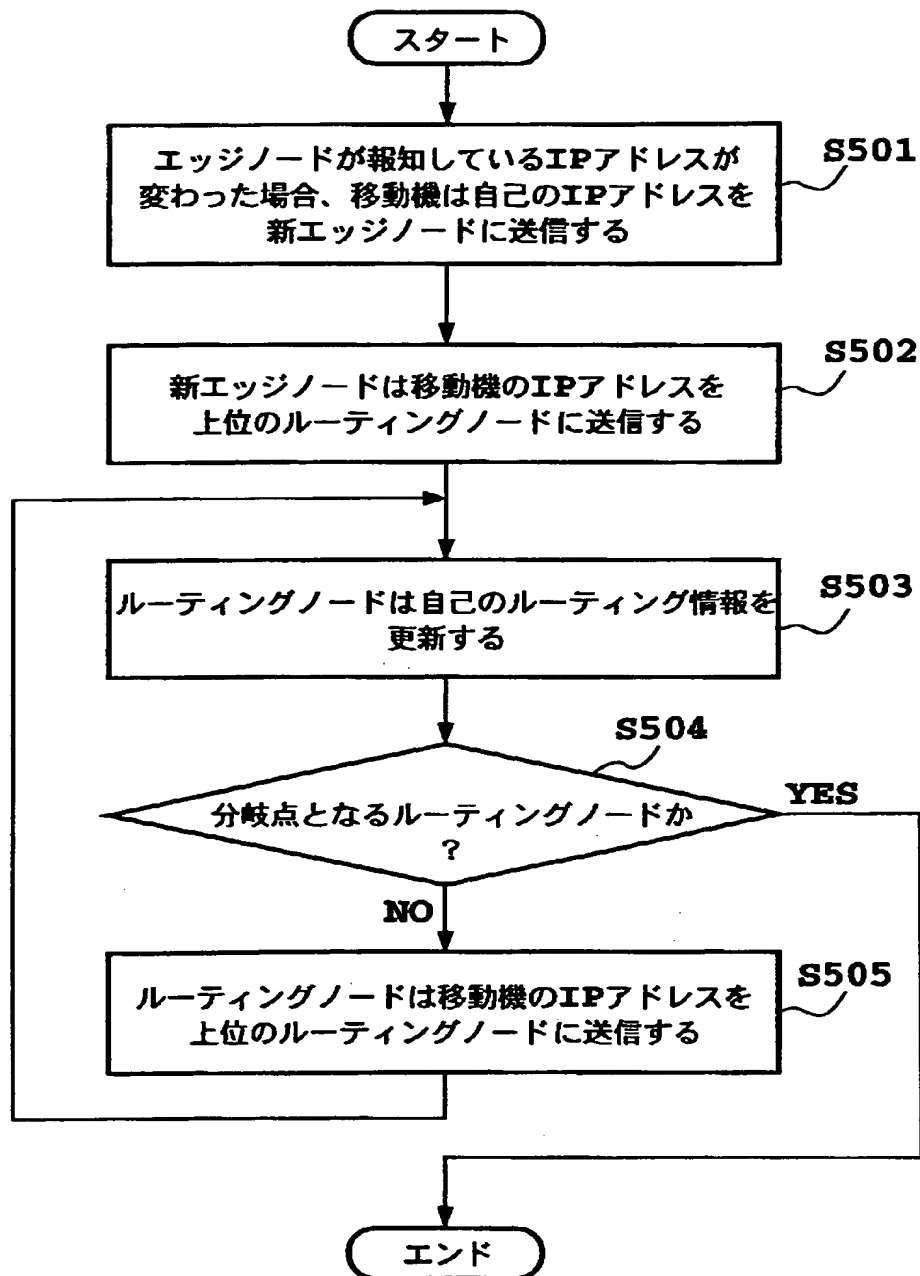 スタート
エッジノードが報知しているIPアドレスが
変わった場合、移動機は自己のIPアドレスを
新エッジノードに送信する
S501
新エッジノードは移動機のIPアドレスを
上位のルーティングノードに送信する
S502
ルーティングノードは自己のルーティング情報を
更新する
S503
S504
分岐点となるルーティングノードか
?
YES
NO
ルーティングノードは移動機のIPアドレスを
上位のルーティングノードに送信する
S505
エンド